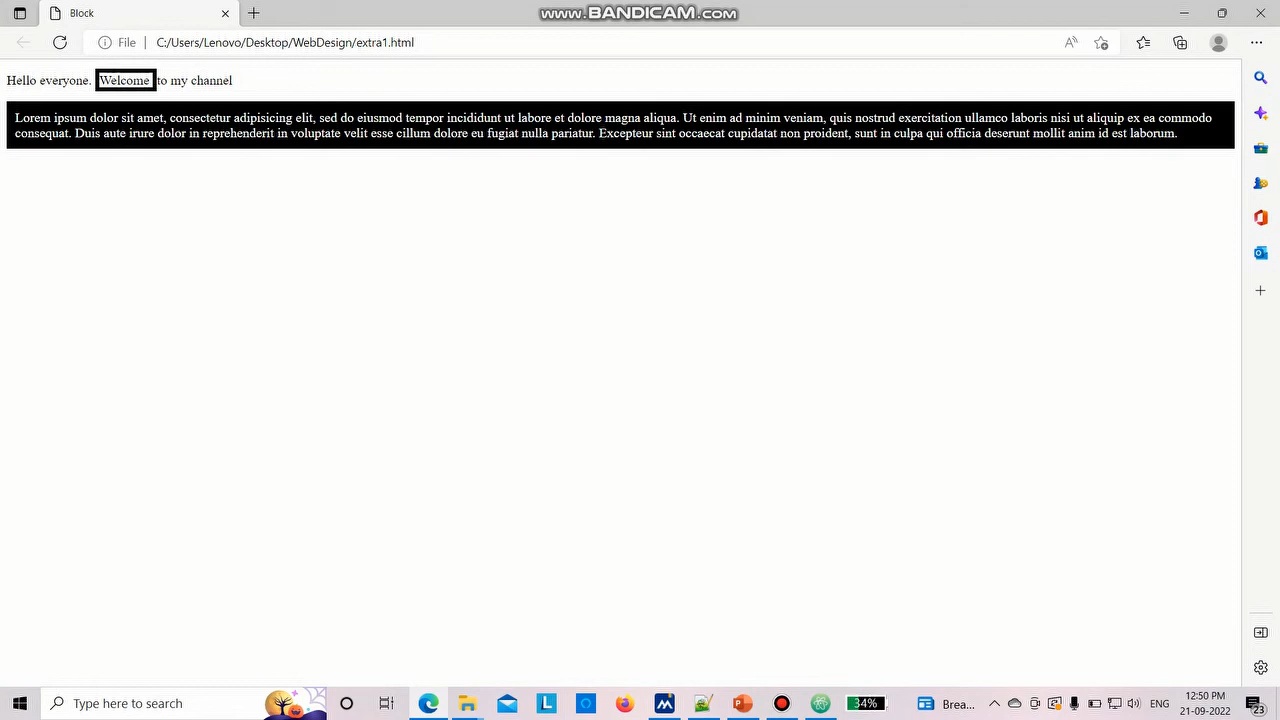 Block
www.BANDICAM.com
File
C:/Users/Lenovo/Desktop/WebDesign/extra1.html
Hello everyone. Welcome to my channel
Lorem ipsum dolor sit amet, consectetur adipisicing elit, sed do eiusmod tempor incididunt ut labore et dolore magna aliqua. Ut enim ad minim veniam, quis nostrud exercitation ullamco laboris nisi ut aliquip ex ea commodo
consequat. Duis aute irure dolor in reprehenderit in voluptate velit esse cillum dolore eu fugiat nulla pariatur. Excepteur sint occaecat cupidatat non proident, sunt in culpa qui officia deserunt mollit anim id est laborum.
Type here to search
34%
Brea...
ENG
12:50 PM
21-09-2022
23